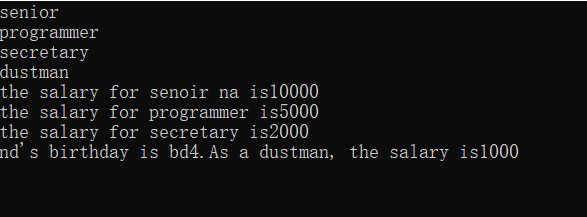 senior
programmer
secretary
dustman
the salary for senoir na is10000
the salary for programmer is5000
the salary for secretary is2000
nd's birthday is bd4.As a dustman, the salary is1000